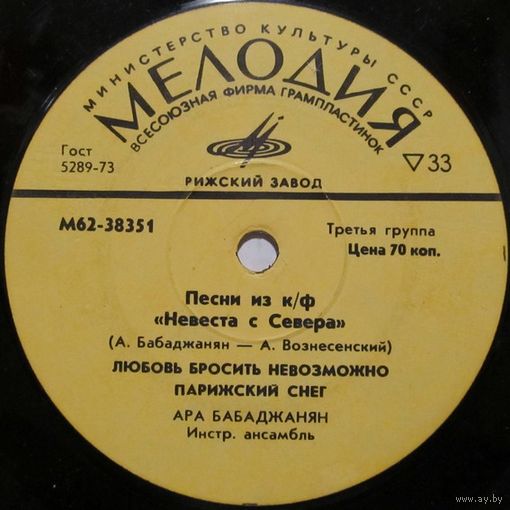 МИНИСТЕРСТВО КУЛЬТУРЫ СССР
МЕЛОДИЯ
ВСЕСОЮЗНАЯ ФИРМА ГРАМПЛАСТИНОК
Гост
5289-73
▽33
РИЖСКИЙ ЗАВОД
М62-38351
Третья группа
Цена 70 коп.
Песни из к/ф
«Невеста с Севера»
(А. Бабаджанян — А. Вознесенский)
ЛЮБОВЬ БРОСИТЬ НЕВОЗМОЖНО
ПАРИЖСКИЙ СНЕГ
АРА БАБАДЖАНЯН
Инстр. ансамбль
www.ay.by